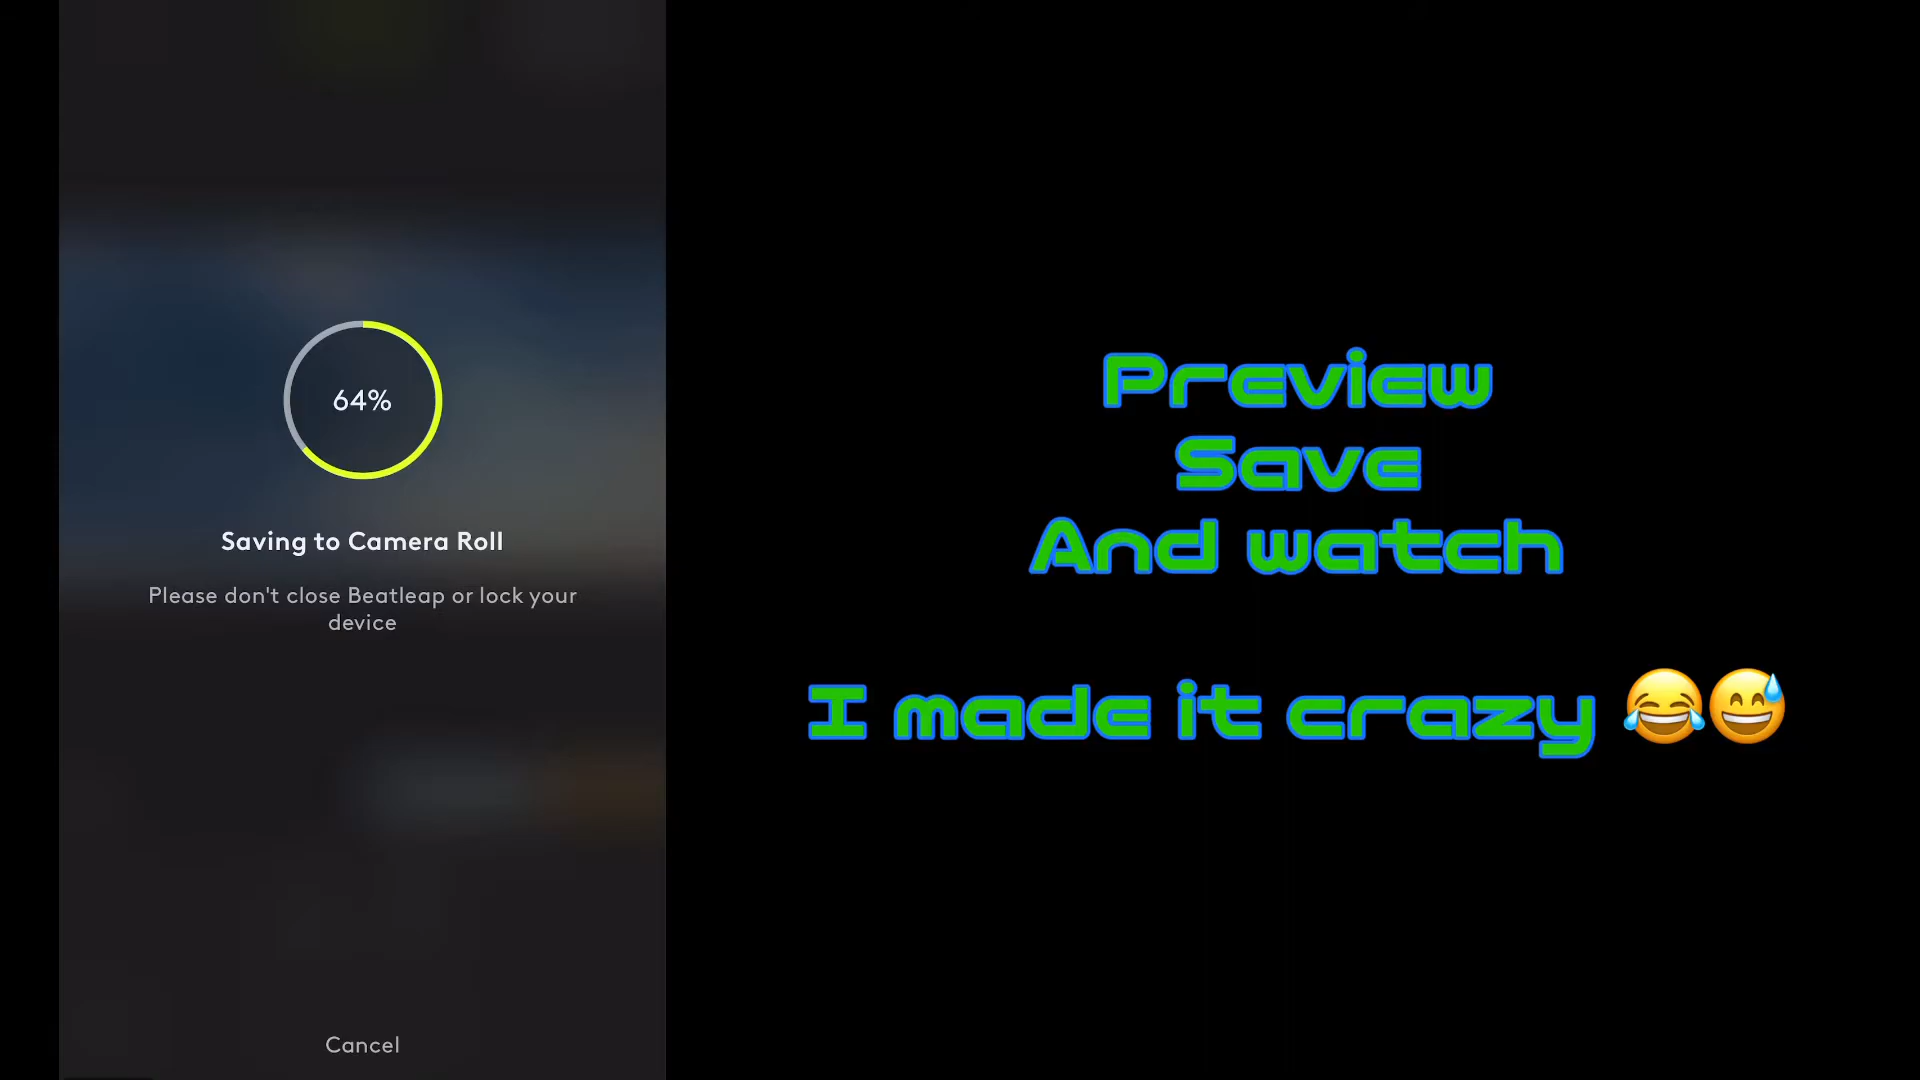 64%
Saving to Camera Roll
Please don't close Beatleap or lock your
device
Cancel
Preview
Save
And watch
I made it crazy 😂😅